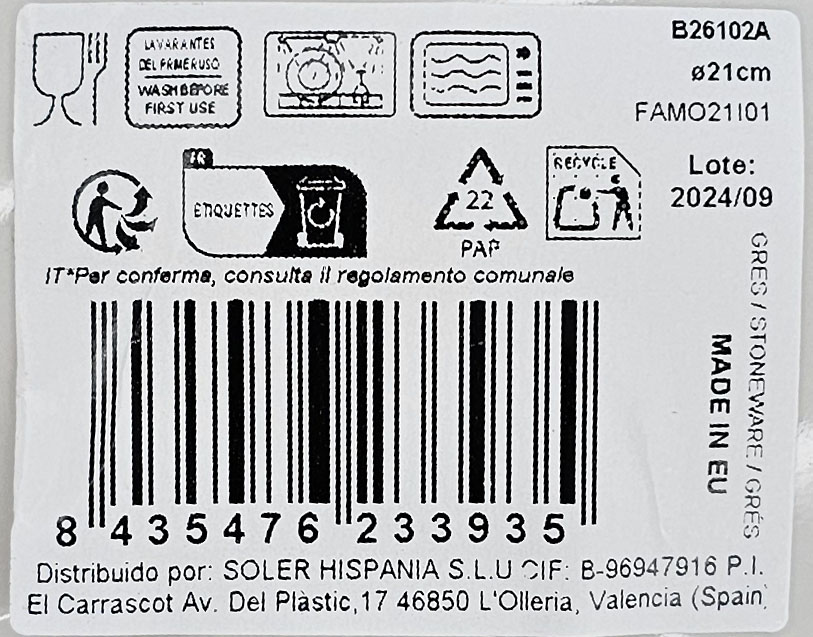 LAVAR ANTES
DEL PRIMER USO
WASH BEFORE
FIRST USE
B26102A
ø21cm
FAMO21I01
FR
ETIQUETTES
22
PAP
RECYCLE
Lote:
2024/09
IT*Per conferma, consulta il regolamento comunale
GRES / STONEWARE / GRÈS
MADE IN EU
8 435476 233935
Distribuido por: SOLER HISPANIA S.L.U CIF: B-96947916 P.I.
El Carrascot Av. Del Plàstic,17 46850 L'Olleria, Valencia (Spain)